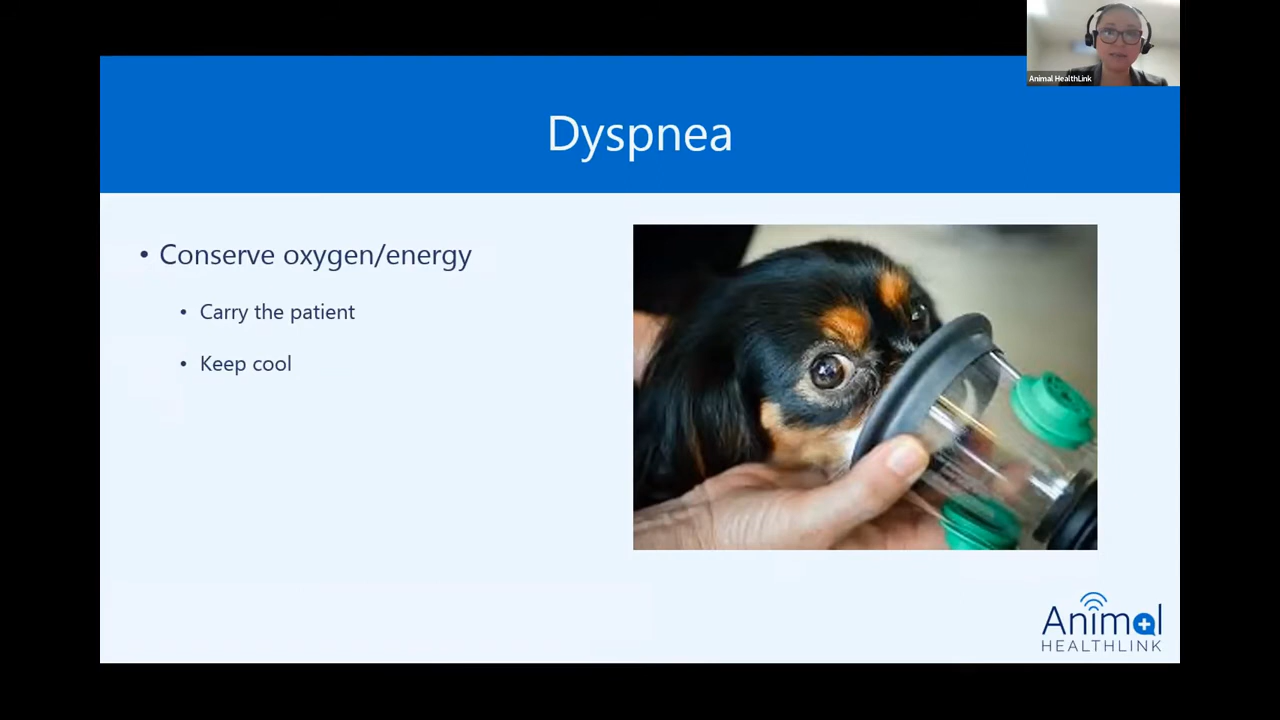 Animal HealthLink
Dyspnea
• Conserve oxygen/energy
• Carry the patient
• Keep cool
Animal
HEALTHLINK